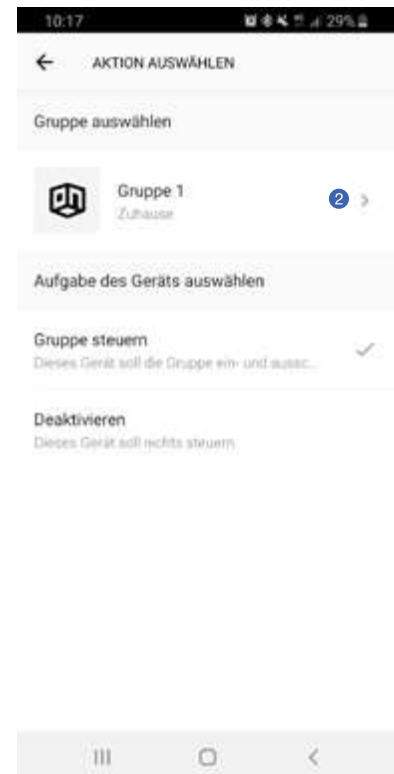 10:17 29%
AKTION AUSWÄHLEN
Gruppe auswählen
Gruppe 1
Zuhause
2
Aufgabe des Geräts auswählen
Gruppe steuern
Dieses Gerät soll die Gruppe ein- und aussc...
Deaktivieren
Dieses Gerät soll nichts steuern